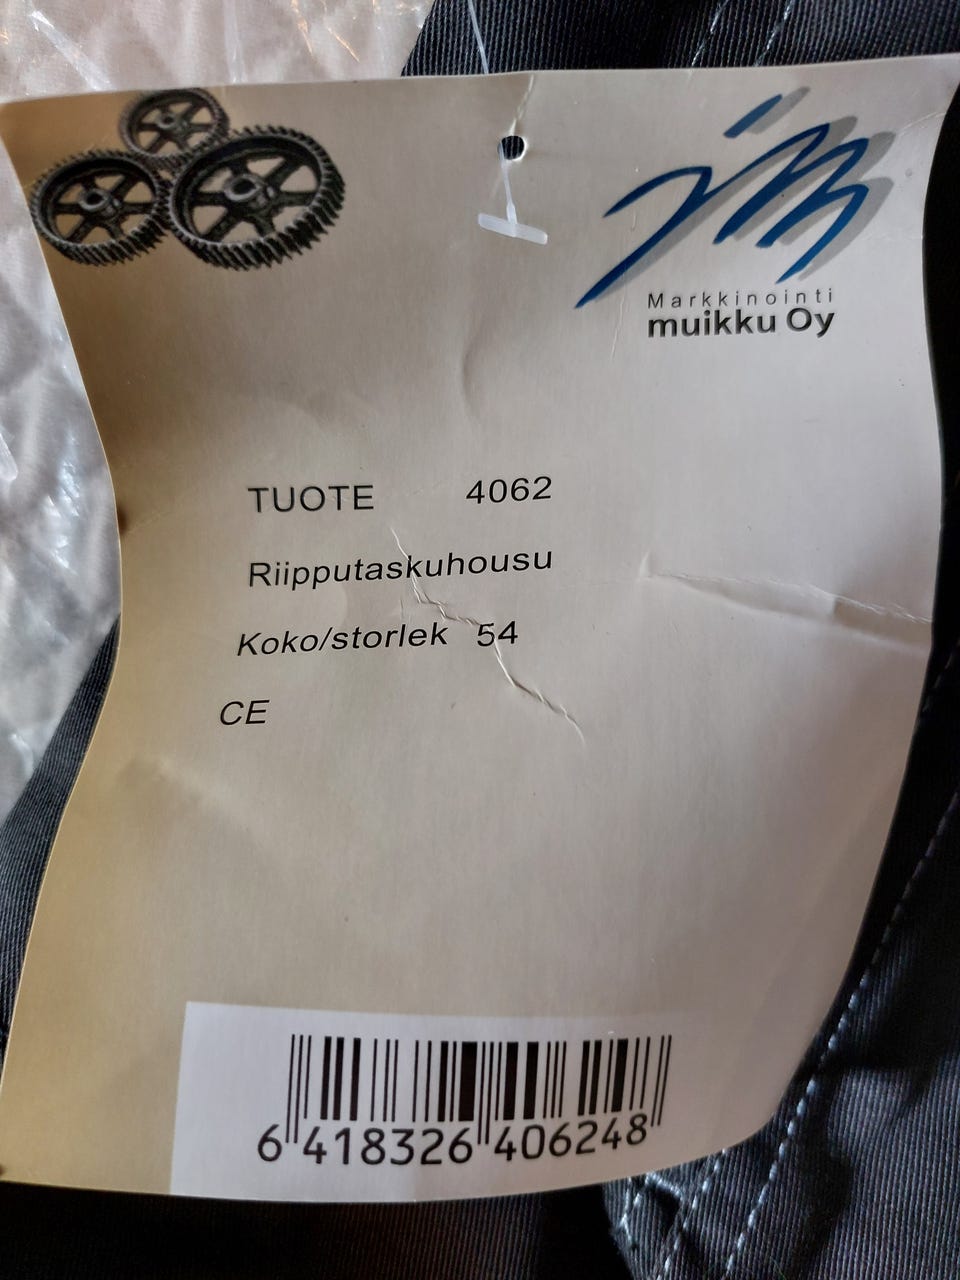 Markkinointi
muikku Oy
TUOTE 4062
Riipputaskuhousu
Koko/storlek 54
CE
6 418326 406248